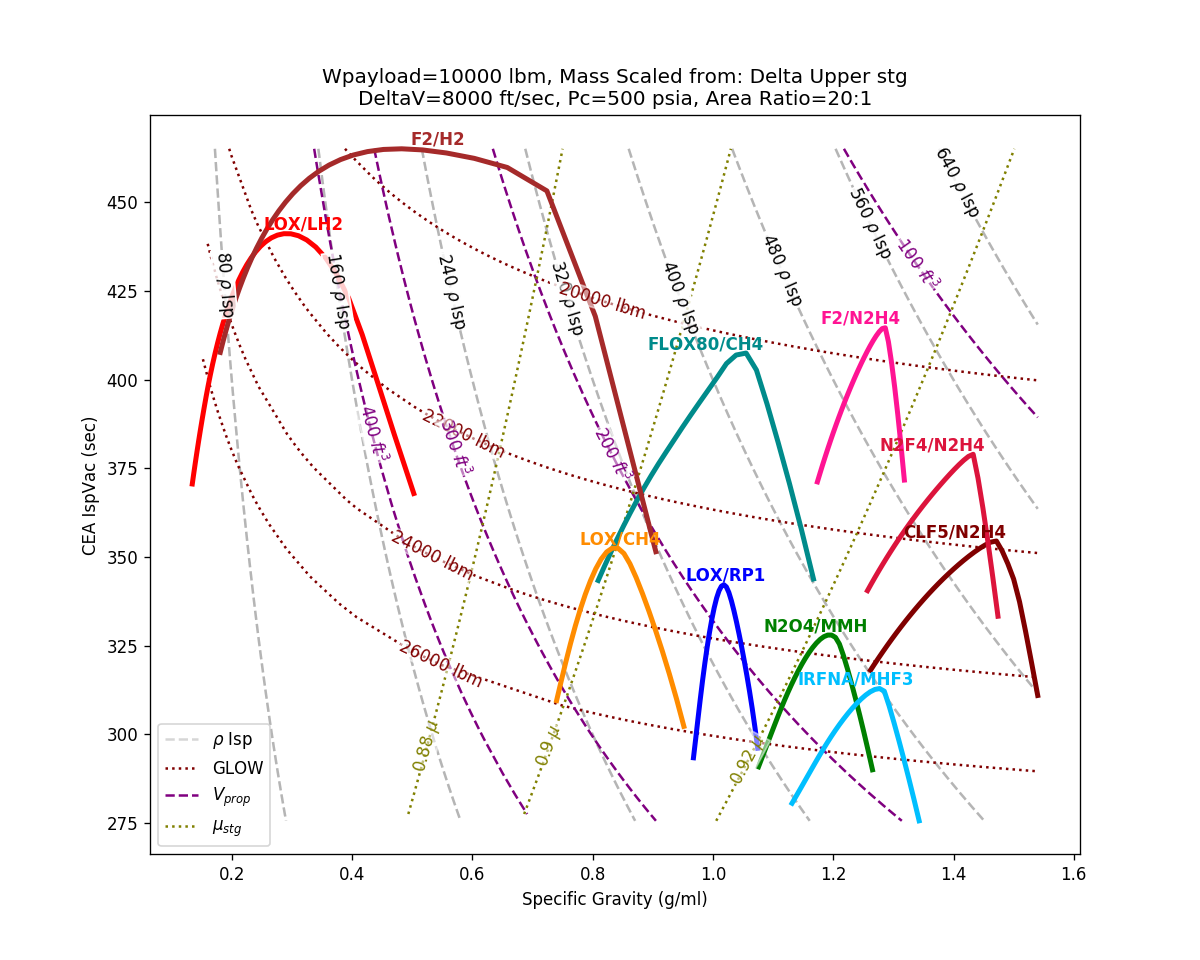 Wpayload=10000 lbm, Mass Scaled from: Delta Upper stg
DeltaV=8000 ft/sec, Pc=500 psia, Area Ratio=20:1
CEA IspVac (sec)
450
425
400
375
350
325
300
275
F2/H2
LOX/LH2
80 ρ Isp
160 ρ Isp
240 ρ Isp
320 ρ Isp
400 ρ Isp
480 ρ Isp
560 ρ Isp
640 ρ Isp
100 ft³
200 ft³
300 ft³
400 ft³
20000 lbm
22000 lbm
24000 lbm
26000 lbm
FLOX80/CH4
F2/N2H4
N2F4/N2H4
CLF5/N2H4
LOX/CH4
LOX/RP1
N2O4/MMH
IRFNA/MHF3
0.88 μ
0.9 μ
0.92 μ
ρ Isp
GLOW
V_prop
μ_stg
0.2 0.4 0.6 0.8 1.0 1.2 1.4 1.6
Specific Gravity (g/ml)